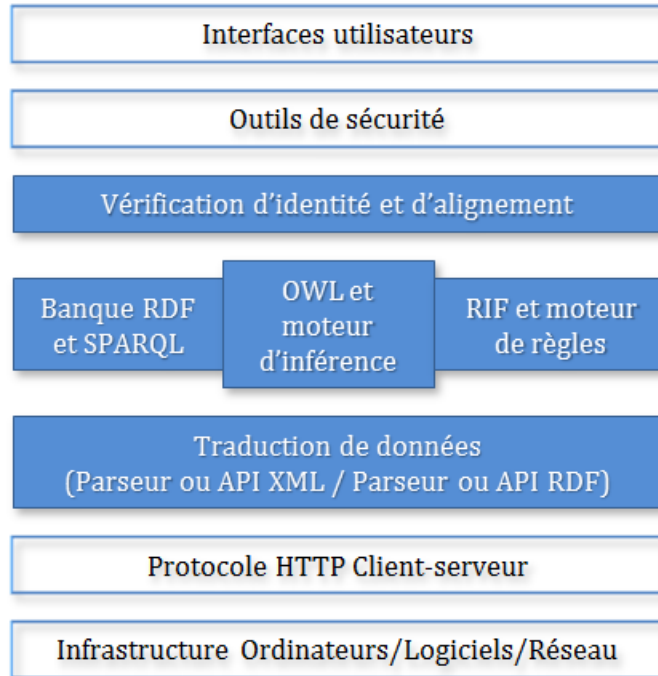 Interfaces utilisateurs
Outils de sécurité
Vérification d'identité et d'alignement
Banque RDF
et SPARQL
OWL et
moteur
d'inférence
RIF et moteur
de règles
Traduction de données
(Parseur ou API XML / Parseur ou API RDF)
Protocole HTTP Client-serveur
Infrastructure Ordinateurs/Logiciels/Réseau